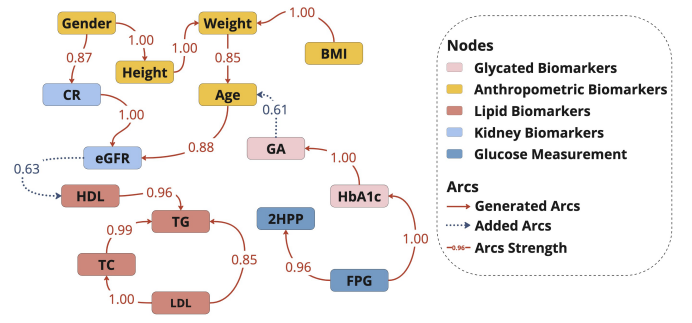 Gender
Weight
1.00
1.00
1.00
BMI
0.87
Height
0.85
CR
Age
0.61
1.00
GA
0.88
eGFR
1.00
0.63
HDL
0.96
HbA1c
TG
2HPP
0.99
1.00
TC
0.85
0.96
FPG
1.00
LDL
Nodes
Glycated Biomarkers
Anthropometric Biomarkers
Lipid Biomarkers
Kidney Biomarkers
Glucose Measurement
Arcs
Generated Arcs
Added Arcs
0.96 Arcs Strength